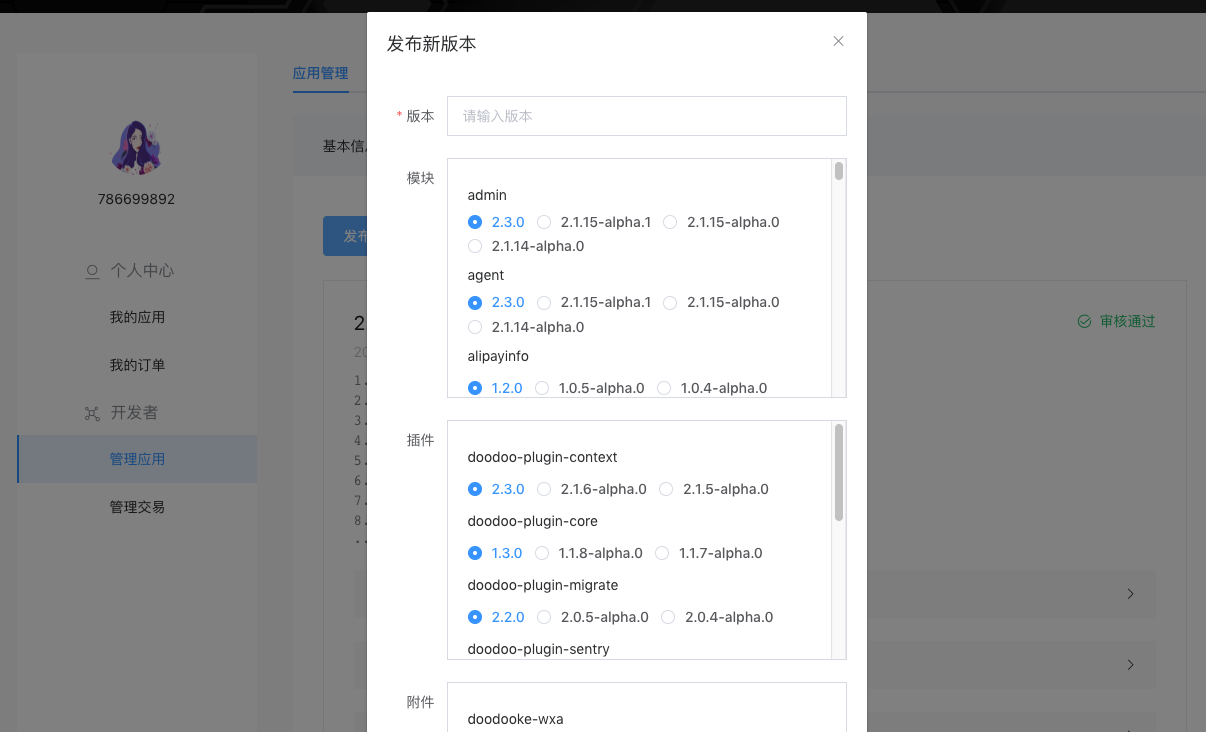 发布新版本
应用管理
* 版本
请输入版本
基本信
模块
admin
2.3.0 2.1.15-alpha.1 2.1.15-alpha.0
2.1.14-alpha.0
agent
2.3.0 2.1.15-alpha.1 2.1.15-alpha.0
2.1.14-alpha.0
alipayinfo
1.2.0 1.0.5-alpha.0 1.0.4-alpha.0
786699892
个人中心
我的应用
我的订单
开发者
管理应用
管理交易
发布
2
20
1.
2.
3.
4.
5.
6.
7.
8.
..
审核通过
插件
doodoo-plugin-context
2.3.0 2.1.6-alpha.0 2.1.5-alpha.0
doodoo-plugin-core
1.3.0 1.1.8-alpha.0 1.1.7-alpha.0
doodoo-plugin-migrate
2.2.0 2.0.5-alpha.0 2.0.4-alpha.0
doodoo-plugin-sentry
附件
doodooke-wxa